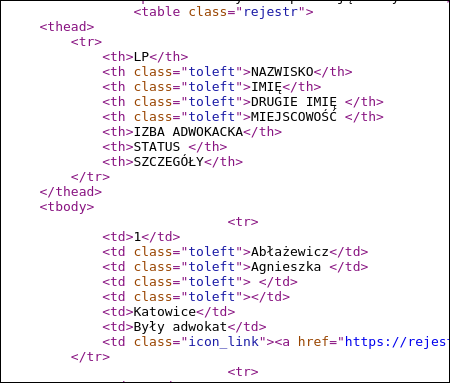 <table class="rejestr">
<thead>
<tr>
<th>LP</th>
<th class="toleft">NAZWISKO</th>
<th class="toleft">IMIĘ</th>
<th class="toleft">DRUGIE IMIĘ </th>
<th class="toleft">MIEJSCOWOŚĆ </th>
<th>IZBA ADWOKACKA</th>
<th>STATUS </th>
<th>SZCZEGÓŁY</th>
</tr>
</thead>
<tbody>
<tr>
<td>1</td>
<td class="toleft">Abłażewicz</td>
<td class="toleft">Agnieszka </td>
<td class="toleft"> </td>
<td class="toleft"></td>
<td>Katowice</td>
<td>Były adwokat</td>
<td class="icon_link"><a href="https://rejest
</tr>
<tr>